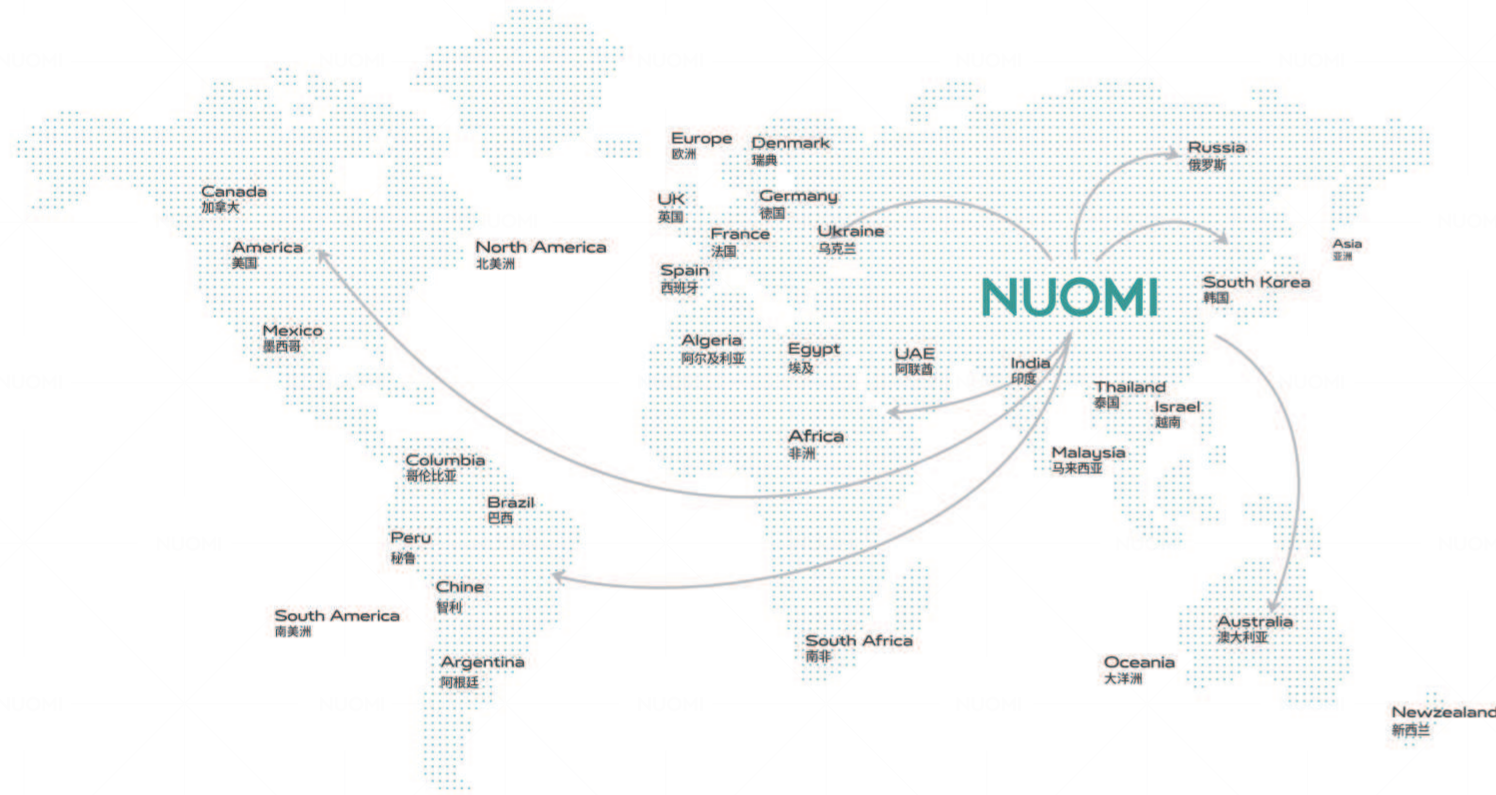 Europe
欧洲
Denmark
瑞典
Russia
俄罗斯
Canada
加拿大
UK
英国
Germany
德国
America
美国
North America
北美洲
France
法国
Ukraine
乌克兰
Asia
亚洲
Spain
西班牙
NUOMI
South Korea
韩国
Mexico
墨西哥
Algeria
阿尔及利亚
Egypt
埃及
UAE
阿联酋
India
印度
Thailand
泰国
Israel
越南
Africa
非洲
Malaysia
马来西亚
Columbia
哥伦比亚
Brazil
巴西
Peru
秘鲁
Chine
智利
South America
南美洲
Australia
澳大利亚
South Africa
南非
Argentina
阿根廷
Oceania
大洋洲
Newzealand
新西兰